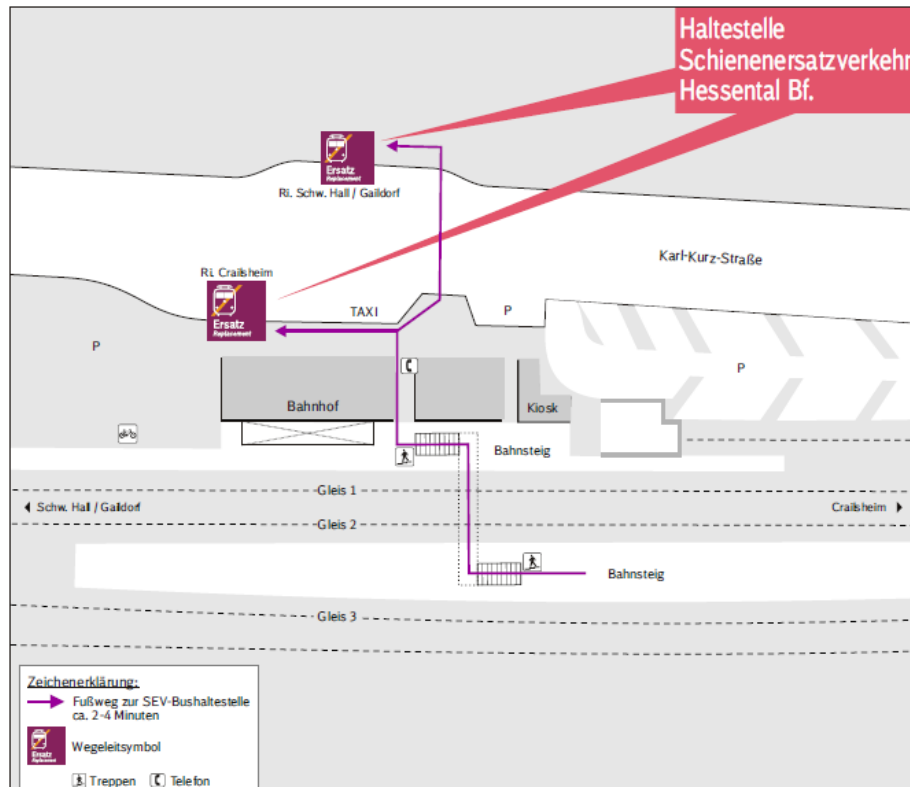 Haltestelle
Schienenersatzverkehr
Hessental Bf.
Ersatz
Replacement
Ri. Schw. Hall / Gaildorf
Karl-Kurz-Straße
Ri. Crailsheim
Ersatz
Replacement
TAXI
P
P
P
Bahnhof
Kiosk
Bahnsteig
Gleis 1
Schw. Hall / Gaildorf
Crailsheim
Gleis 2
Bahnsteig
Gleis 3
Zeichenerklärung:
Fußweg zur SEV-Bushaltestelle
ca. 2-4 Minuten
Ersatz
Replacement
Wegeleitsymbol
Treppen
Telefon